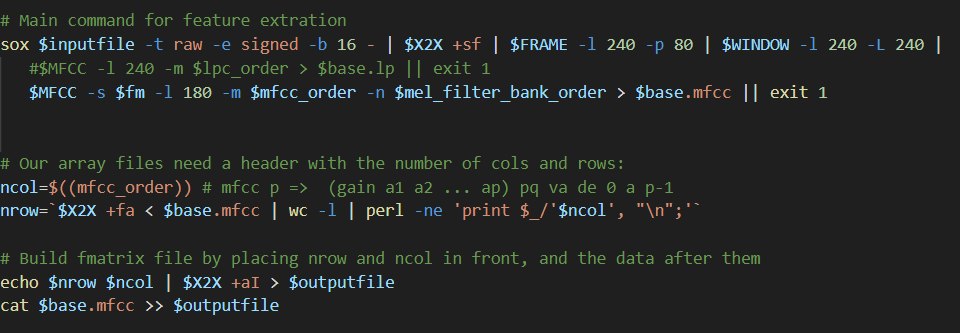 # Main command for feature extration
sox $inputfile -t raw -e signed -b 16 - | $X2X +sf | $FRAME -l 240 -p 80 | $WINDOW -l 240 -L 240 |
#$MFCC -l 240 -m $lpc_order > $base.lp || exit 1
$MFCC -s $fm -l 180 -m $mfcc_order -n $mel_filter_bank_order > $base.mfcc || exit 1
# Our array files need a header with the number of cols and rows:
ncol=$((mfcc_order)) # mfcc p =>  (gain a1 a2 ... ap) pq va de 0 a p-1
nrow=`$X2X +fa < $base.mfcc | wc -l | perl -ne 'print $_/'$ncol', "\n";'`
# Build fmatrix file by placing nrow and ncol in front, and the data after them
echo $nrow $ncol | $X2X +aI > $outputfile
cat $base.mfcc >> $outputfile